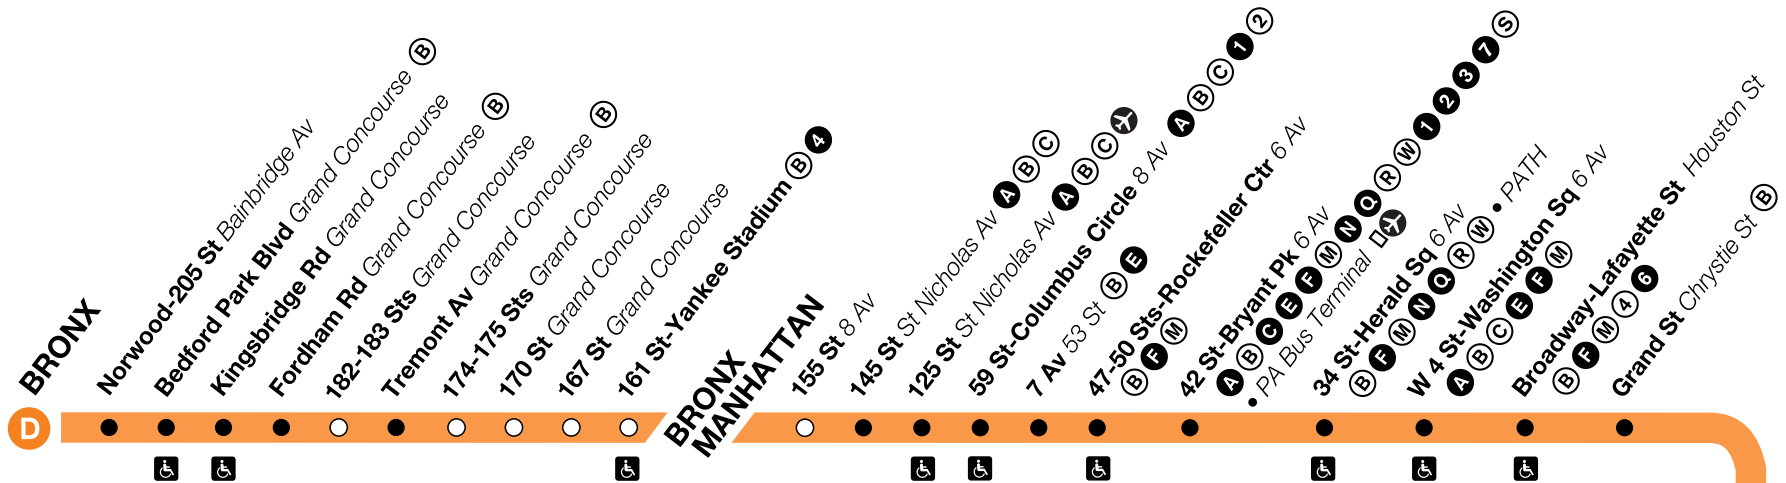 D
BRONX
Norwood-205 St Bainbridge Av
Bedford Park Blvd Grand Concourse B
Kingsbridge Rd Grand Concourse
Fordham Rd Grand Concourse B
182-183 Sts Grand Concourse
Tremont Av Grand Concourse B
174-175 Sts Grand Concourse
170 St Grand Concourse
167 St Grand Concourse
161 St-Yankee Stadium B 4
BRONX
MANHATTAN
155 St 8 Av
145 St St Nicholas Av A B C
125 St St Nicholas Av A B C
59 St-Columbus Circle 8 Av A B C 1 2
7 Av 53 St B E
47-50 Sts-Rockefeller Ctr 6 Av
B F M
42 St-Bryant Pk 6 Av
A B C E F M N Q R W 1 2 3 7 S
• PA Bus Terminal
34 St-Herald Sq 6 Av
B F M N Q R W • PATH
W 4 St-Washington Sq 6 Av
A B C E F M
Broadway-Lafayette St Houston St
B F M 4 6
Grand St Chrystie St B